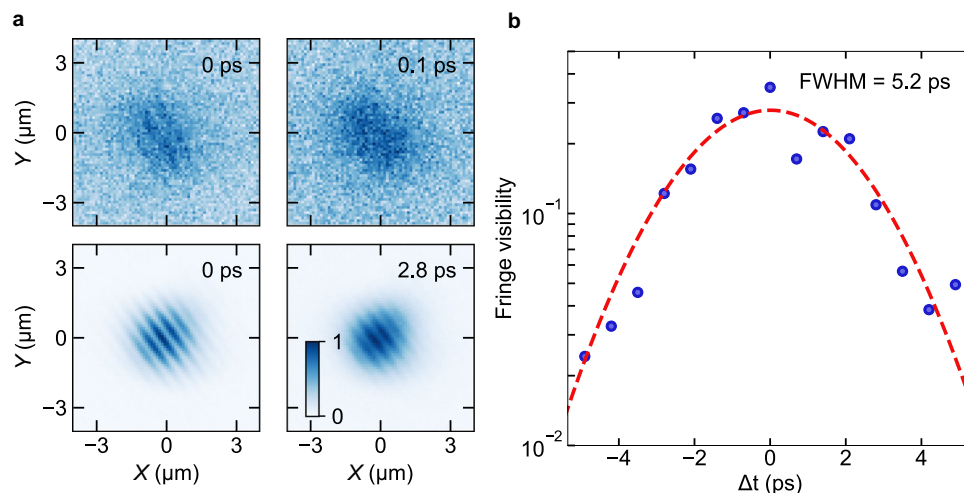 a
0 ps
0.1 ps
3
0
−3
Y (μm)
0 ps
2.8 ps
3
0
−3
Y (μm)
1
0
−3 0 3
−3 0 3
X (μm)
X (μm)
b
FWHM = 5.2 ps
Fringe visibility
10⁻¹
10⁻²
−4 −2 0 2 4
Δt (ps)